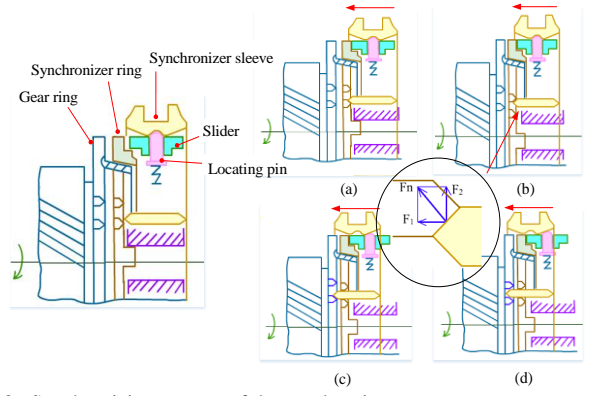 Synchronizer sleeve
Synchronizer ring
Gear ring
Slider
Locating pin
(a)
(b)
Fn
F2
F1
(c)
(d)